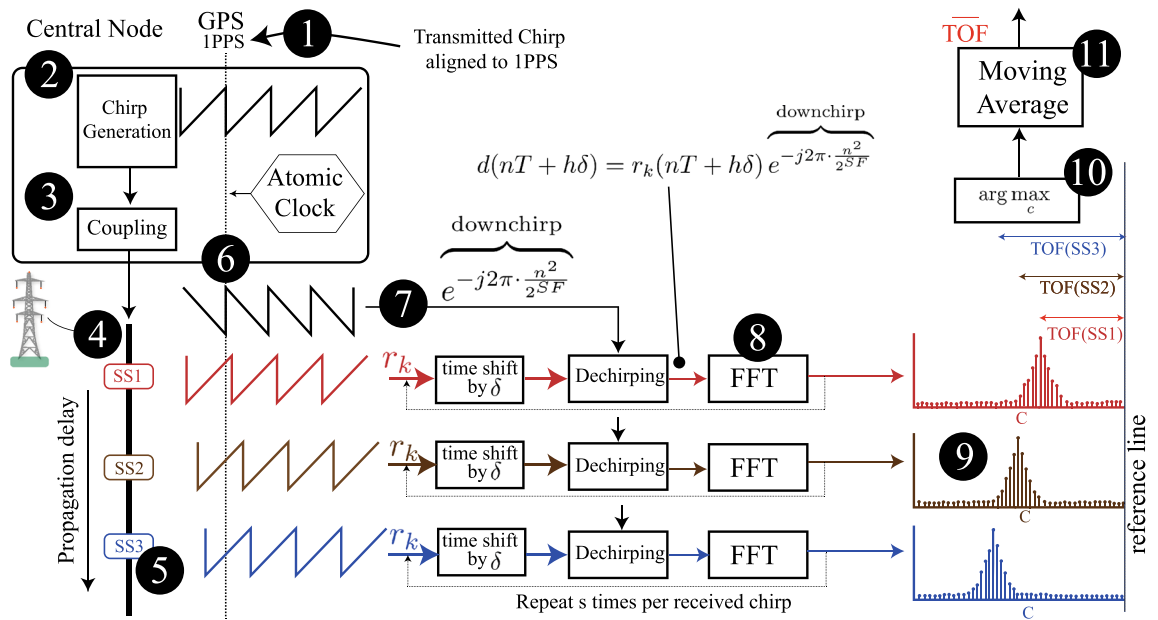 Central Node
GPS
1PPS
1
Transmitted Chirp
aligned to 1PPS
2
Chirp
Generation
3
Coupling
Atomic
Clock
TOF
11
Moving
Average
10
arg max
c
downchirp
d(nT + hδ) = r_k(nT + hδ) e^{-j2π·\frac{n^2}{2^{SF}}}
downchirp
e^{-j2π·\frac{n^2}{2^{SF}}}
6
7
4
5
8
9
TOF(SS3)
TOF(SS2)
TOF(SS1)
Propagation delay
SS1
r_k
time shift
by δ
Dechirping
FFT
C
SS2
r_k
time shift
by δ
Dechirping
FFT
C
SS3
r_k
time shift
by δ
Dechirping
FFT
C
Repeat s times per received chirp
reference line